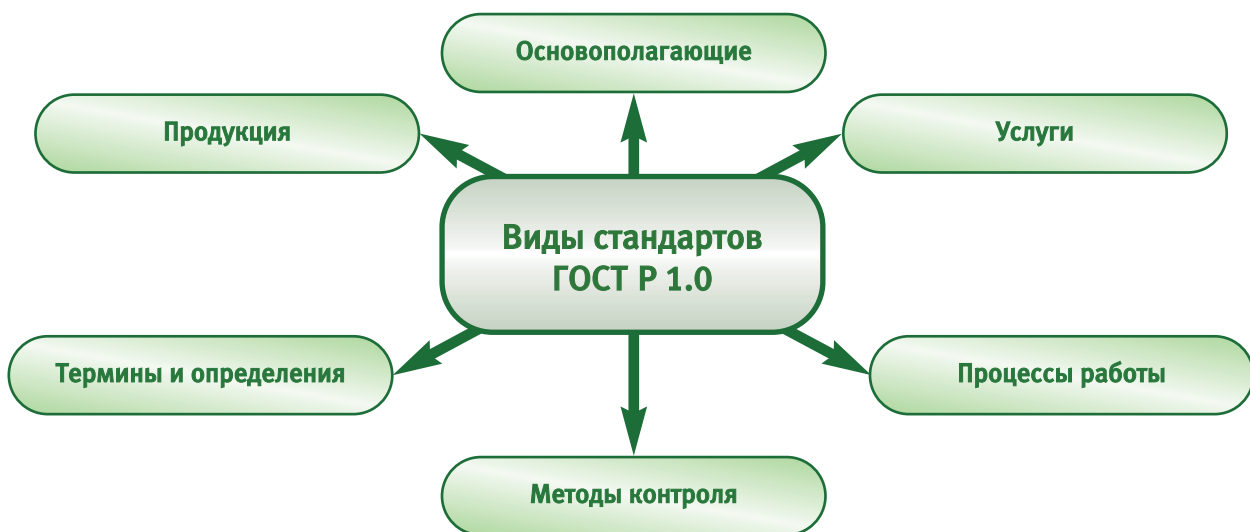 Основополагающие
Продукция
Услуги
Виды стандартов
ГОСТ Р 1.0
Термины и определения
Процессы работы
Методы контроля